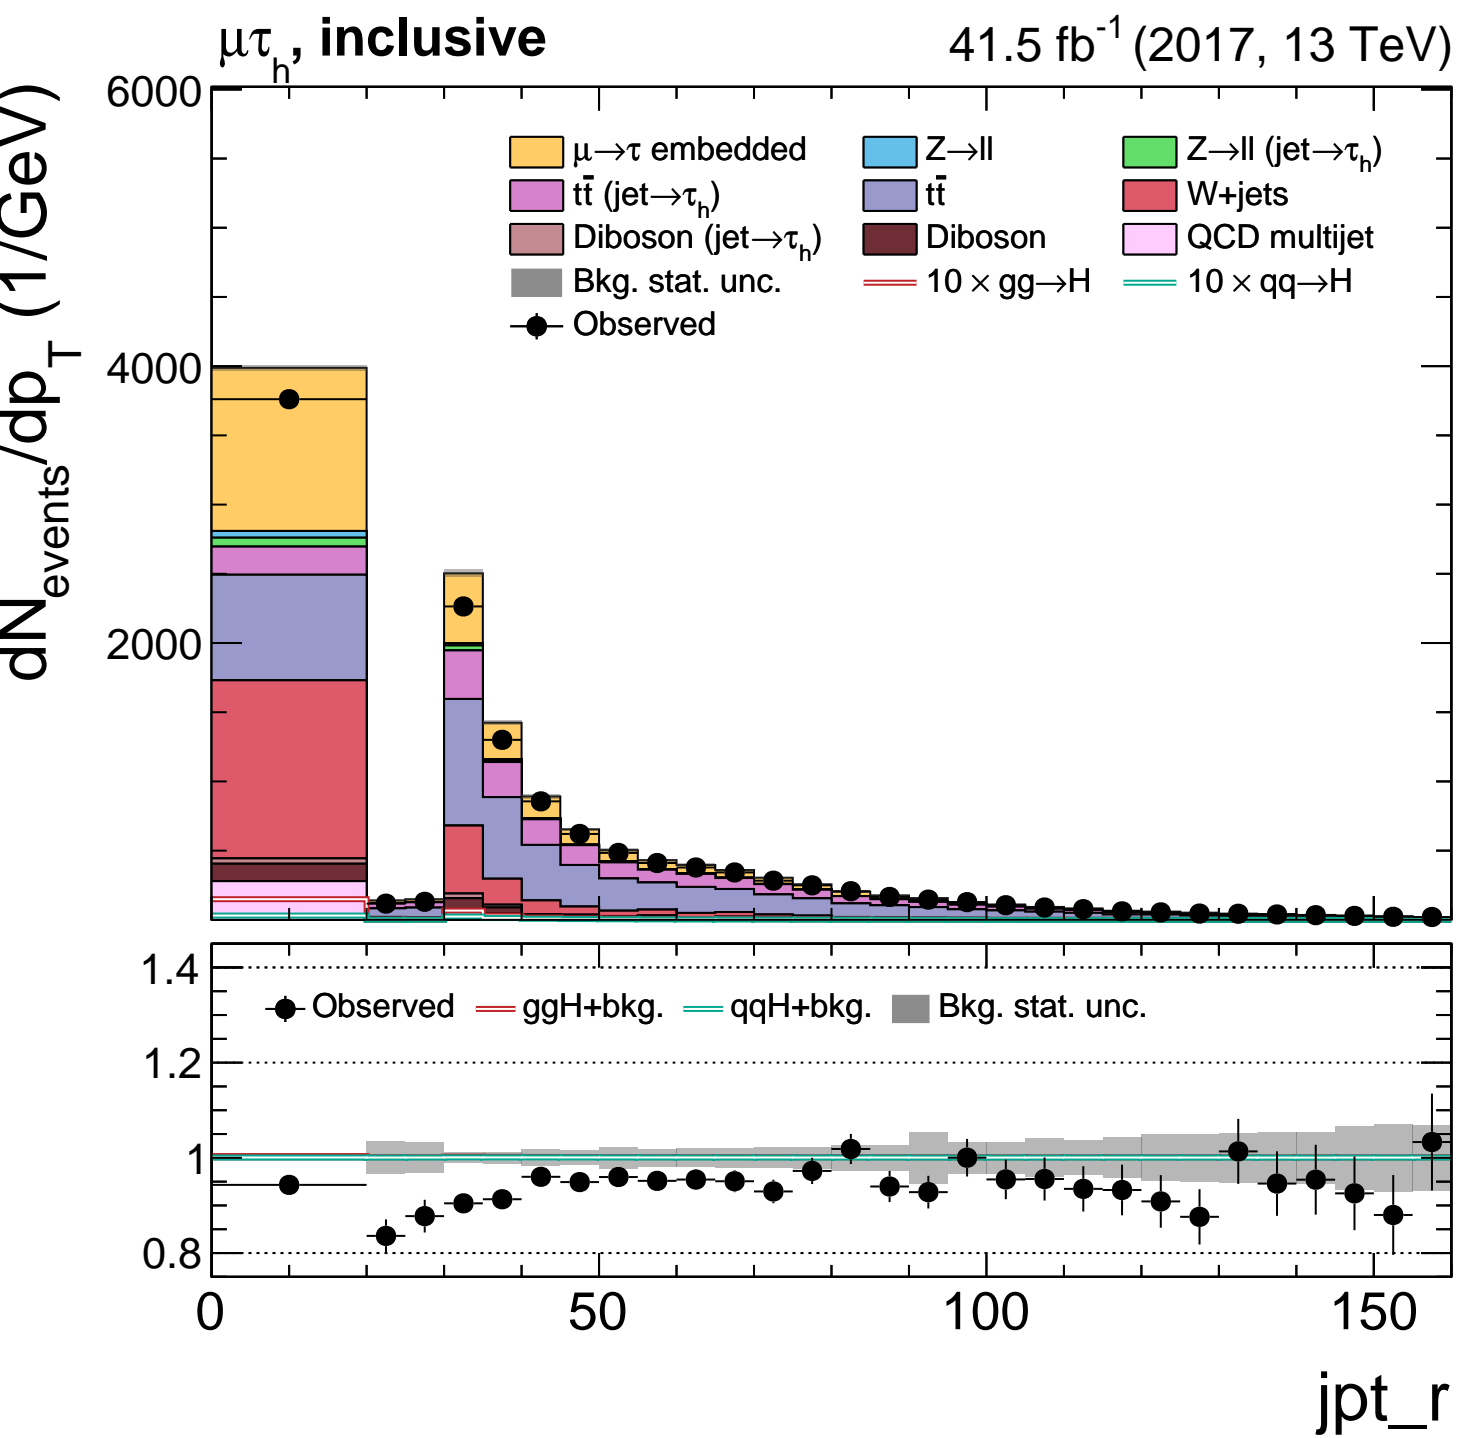 μτh, inclusive 41.5 fb-1 (2017, 13 TeV)
dNevents/dpT (1/GeV)
6000
4000
2000
μ→τ embedded Z→ll Z→ll (jet→τh)
tt̄ (jet→τh) tt̄ W+jets
Diboson (jet→τh) Diboson QCD multijet
Bkg. stat. unc. 10 × gg→H 10 × qq→H
Observed
1.4
1.2
1
0.8
Observed ggH+bkg. qqH+bkg. Bkg. stat. unc.
0 50 100 150
jpt_r